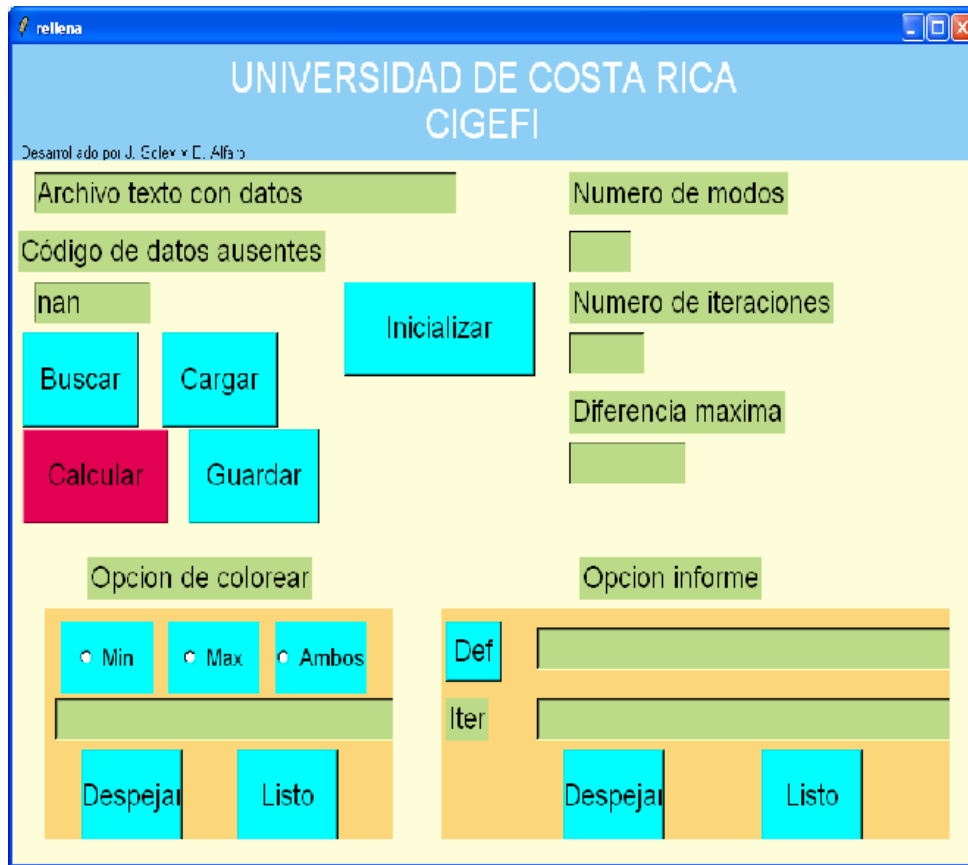 rellena
UNIVERSIDAD DE COSTA RICA
CIGEFI
Desarrollado por J. y E. Alfaro
Archivo texto con datos
Numero de modos
Código de datos ausentes
nan
Inicializar
Numero de iteraciones
Buscar
Cargar
Diferencia maxima
Calcular
Guardar
Opcion de colorear
Opcion informe
Min
Max
Ambos
Def
Iter
Despejar
Listo
Despejar
Listo